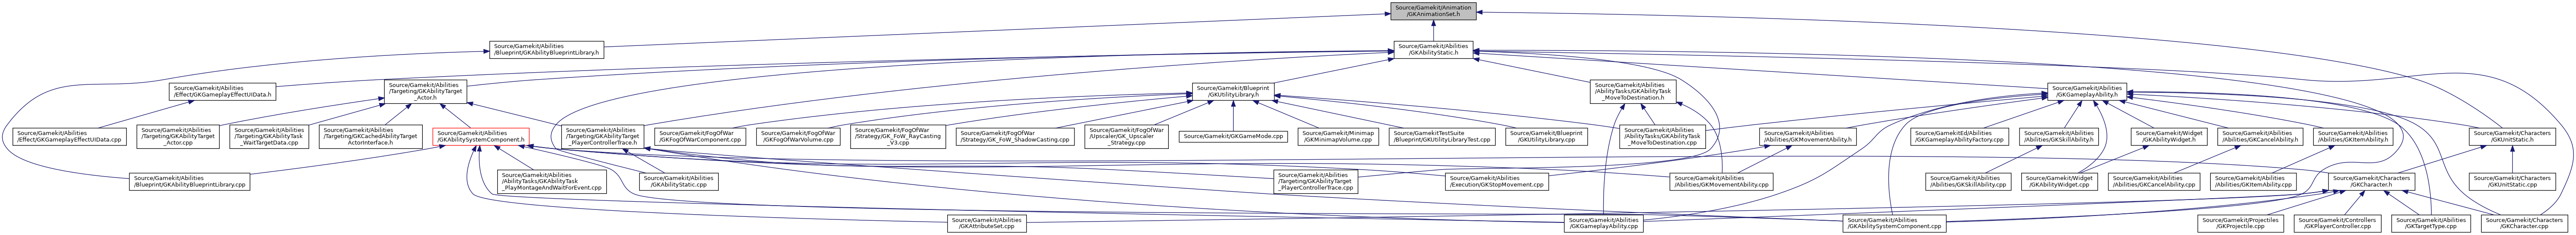 Source/Gamekit/Animation
/GKAnimationSet.h
Source/Gamekit/Abilities
/Blueprint/GKAbilityBlueprintLibrary.h
Source/Gamekit/Abilities
/GKAbilityStatic.h
Source/Gamekit/Abilities
/Effect/GKGameplayEffectUIData.h
Source/Gamekit/Abilities
/Targeting/GKAbilityTarget
_Actor.h
Source/Gamekit/Blueprint
/GKUtilityLibrary.h
Source/Gamekit/Abilities
/AbilityTasks/GKAbilityTask
_MoveToDestination.h
Source/Gamekit/Abilities
/GKGameplayAbility.h
Source/Gamekit/Abilities
/Effect/GKGameplayEffectUIData.cpp
Source/Gamekit/Abilities
/Targeting/GKAbilityTarget
_Actor.cpp
Source/Gamekit/Abilities
/Targeting/GKAbilityTask
_WaitTargetData.cpp
Source/Gamekit/Abilities
/Targeting/GKCachedAbilityTarget
ActorInterface.h
Source/Gamekit/Abilities
/GKAbilitySystemComponent.h
Source/Gamekit/Abilities
/Targeting/GKAbilityTarget
_PlayerControllerTrace.h
Source/Gamekit/FogOfWar
/GKFogOfWarComponent.cpp
Source/Gamekit/FogOfWar
/GKFogOfWarVolume.cpp
Source/Gamekit/FogOfWar
/Strategy/GK_FoW_RayCasting
_V3.cpp
Source/Gamekit/FogOfWar
/Strategy/GK_FoW_ShadowCasting.cpp
Source/Gamekit/FogOfWar
/Upscaler/GK_Upscaler
_Strategy.cpp
Source/Gamekit/GKGameMode.cpp
Source/Gamekit/Minimap
/GKMinimapVolume.cpp
Source/GamekitTestSuite
/Blueprint/GKUtilityLibraryTest.cpp
Source/Gamekit/Blueprint
/GKUtilityLibrary.cpp
Source/Gamekit/Abilities
/AbilityTasks/GKAbilityTask
_MoveToDestination.cpp
Source/Gamekit/Abilities
/Abilities/GKMovementAbility.h
Source/GamekitEd/Abilities
/GKGameplayAbilityFactory.cpp
Source/Gamekit/Abilities
/Abilities/GKSkillAbility.h
Source/Gamekit/Widget
/GKAbilityWidget.h
Source/Gamekit/Abilities
/Abilities/GKCancelAbility.h
Source/Gamekit/Abilities
/Abilities/GKItemAbility.h
Source/Gamekit/Characters
/GKUnitStatic.h
Source/Gamekit/Abilities
/Blueprint/GKAbilityBlueprintLibrary.cpp
Source/Gamekit/Abilities
/AbilityTasks/GKAbilityTask
_PlayMontageAndWaitForEvent.cpp
Source/Gamekit/Abilities
/GKAbilityStatic.cpp
Source/Gamekit/Abilities
/Targeting/GKAbilityTarget
_PlayerControllerTrace.cpp
Source/Gamekit/Abilities
/Execution/GKStopMovement.cpp
Source/Gamekit/Abilities
/Abilities/GKMovementAbility.cpp
Source/Gamekit/Abilities
/Abilities/GKSkillAbility.cpp
Source/Gamekit/Widget
/GKAbilityWidget.cpp
Source/Gamekit/Abilities
/Abilities/GKCancelAbility.cpp
Source/Gamekit/Abilities
/Abilities/GKItemAbility.cpp
Source/Gamekit/Characters
/GKCharacter.h
Source/Gamekit/Characters
/GKUnitStatic.cpp
Source/Gamekit/Abilities
/GKAttributeSet.cpp
Source/Gamekit/Abilities
/GKGameplayAbility.cpp
Source/Gamekit/Abilities
/GKAbilitySystemComponent.cpp
Source/Gamekit/Projectiles
/GKProjectile.cpp
Source/Gamekit/Controllers
/GKPlayerController.cpp
Source/Gamekit/Abilities
/GKTargetType.cpp
Source/Gamekit/Characters
/GKCharacter.cpp